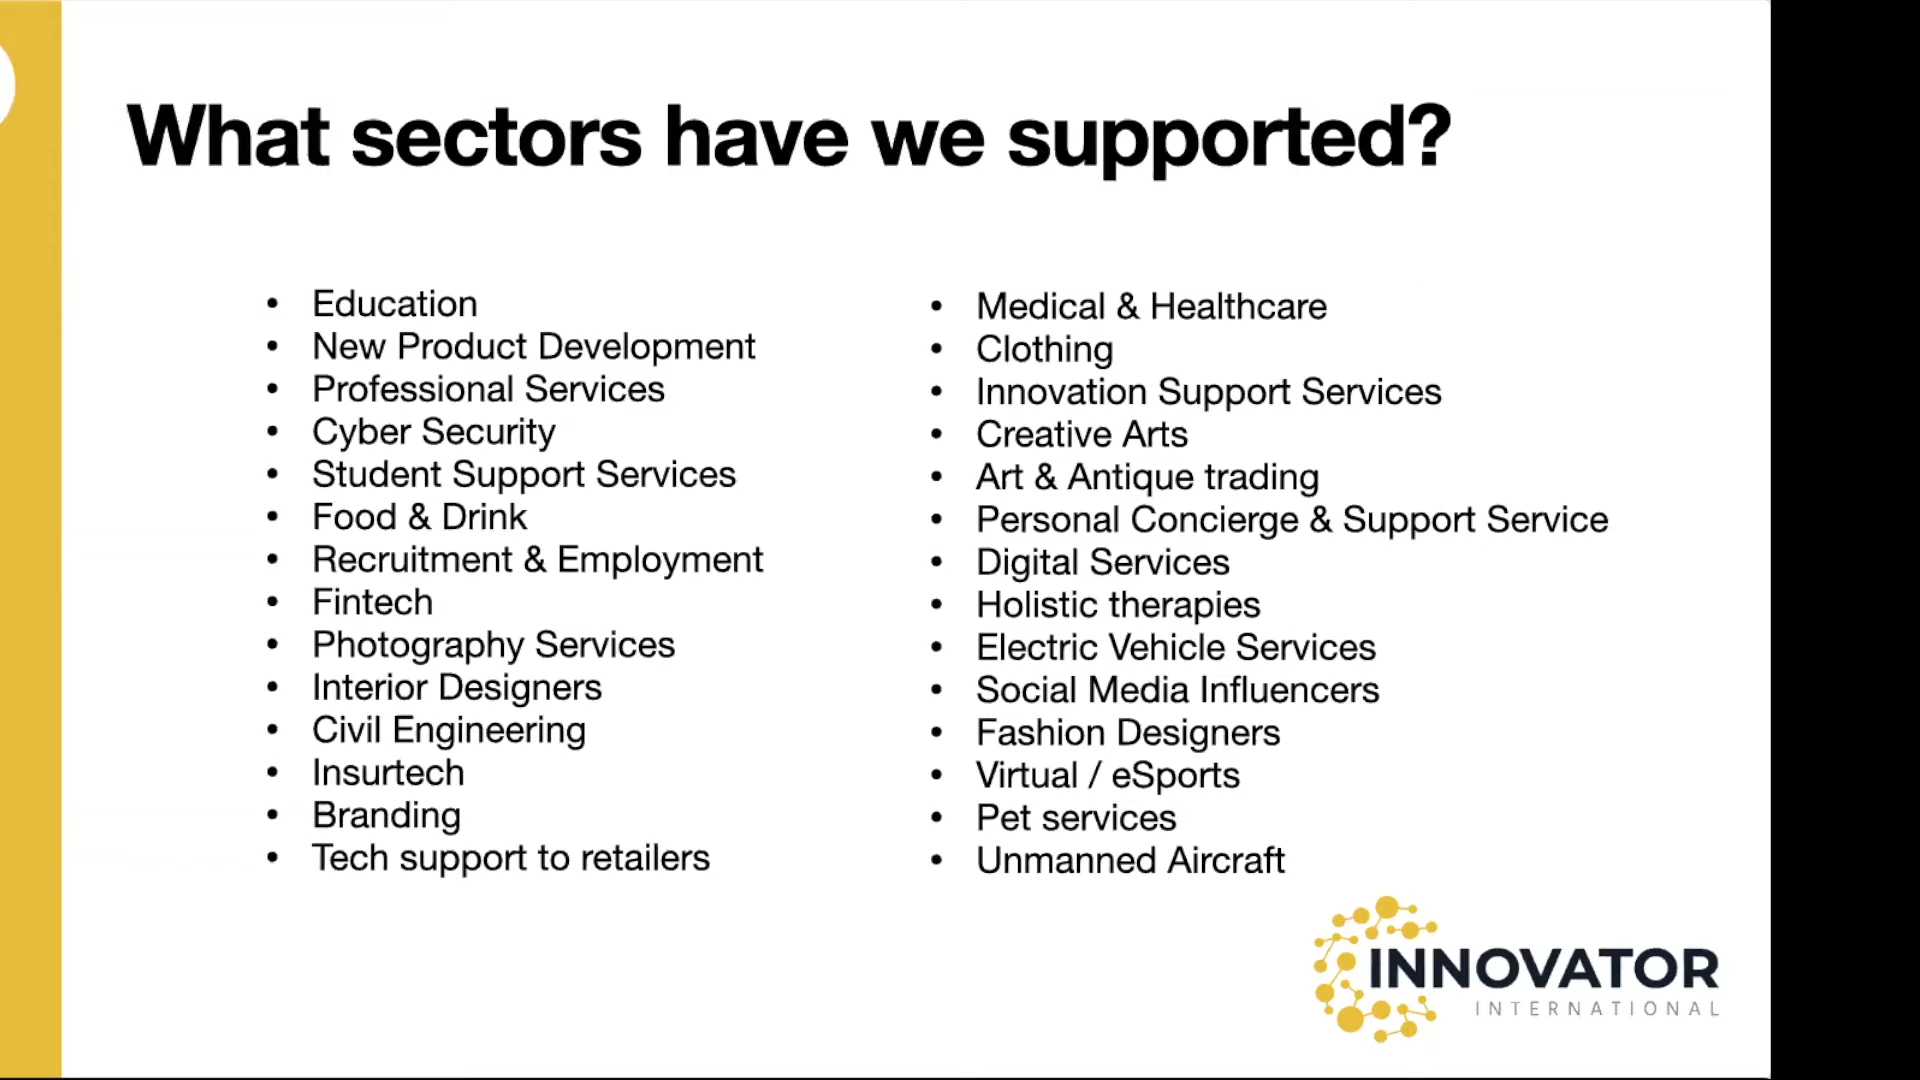 What sectors have we supported?
• Education
• New Product Development
• Professional Services
• Cyber Security
• Student Support Services
• Food & Drink
• Recruitment & Employment
• Fintech
• Photography Services
• Interior Designers
• Civil Engineering
• Insurtech
• Branding
• Tech support to retailers
• Medical & Healthcare
• Clothing
• Innovation Support Services
• Creative Arts
• Art & Antique trading
• Personal Concierge & Support Service
• Digital Services
• Holistic therapies
• Electric Vehicle Services
• Social Media Influencers
• Fashion Designers
• Virtual / eSports
• Pet services
• Unmanned Aircraft
INNOVATOR
INTERNATIONAL